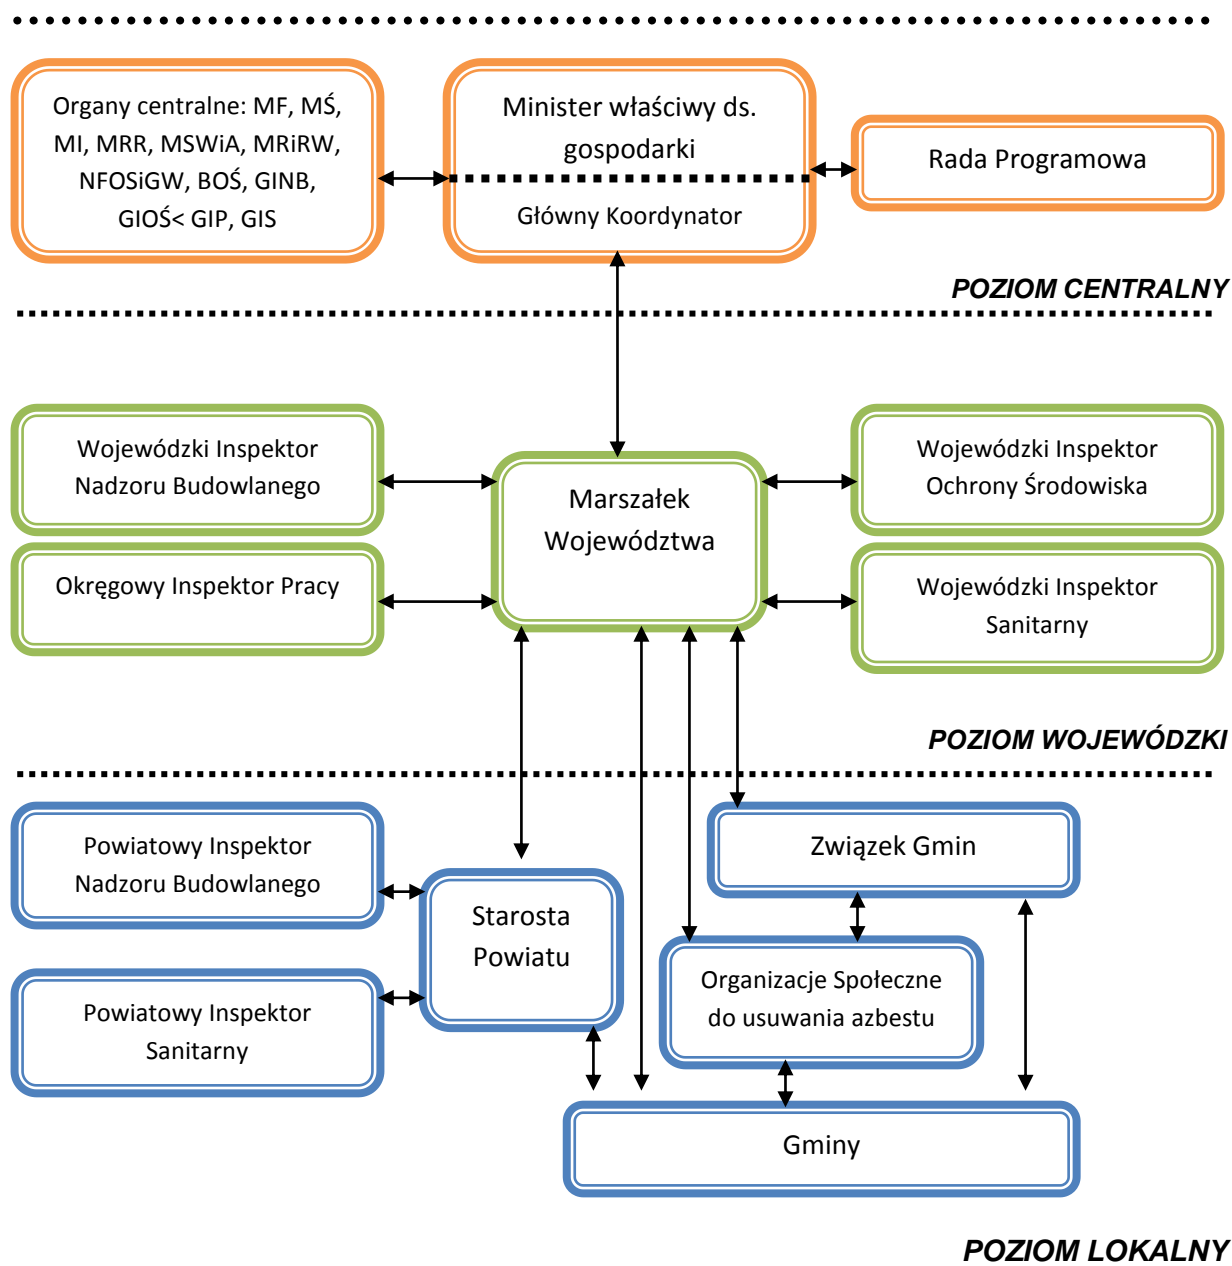 Organy centralne: MF, MŚ,
MI, MRR, MSWiA, MRiRW,
NFOSiGW, BOŚ, GINB,
GIOŚ< GIP, GIS
Minister właściwy ds.
gospodarki
Główny Koordynator
Rada Programowa
POZIOM CENTRALNY
Wojewódzki Inspektor
Nadzoru Budowlanego
Okręgowy Inspektor Pracy
Marszałek
Województwa
Wojewódzki Inspektor
Ochrony Środowiska
Wojewódzki Inspektor
Sanitarny
POZIOM WOJEWÓDZKI
Powiatowy Inspektor
Nadzoru Budowlanego
Powiatowy Inspektor
Sanitarny
Starosta
Powiatu
Związek Gmin
Organizacje Społeczne
do usuwania azbestu
Gminy
POZIOM LOKALNY